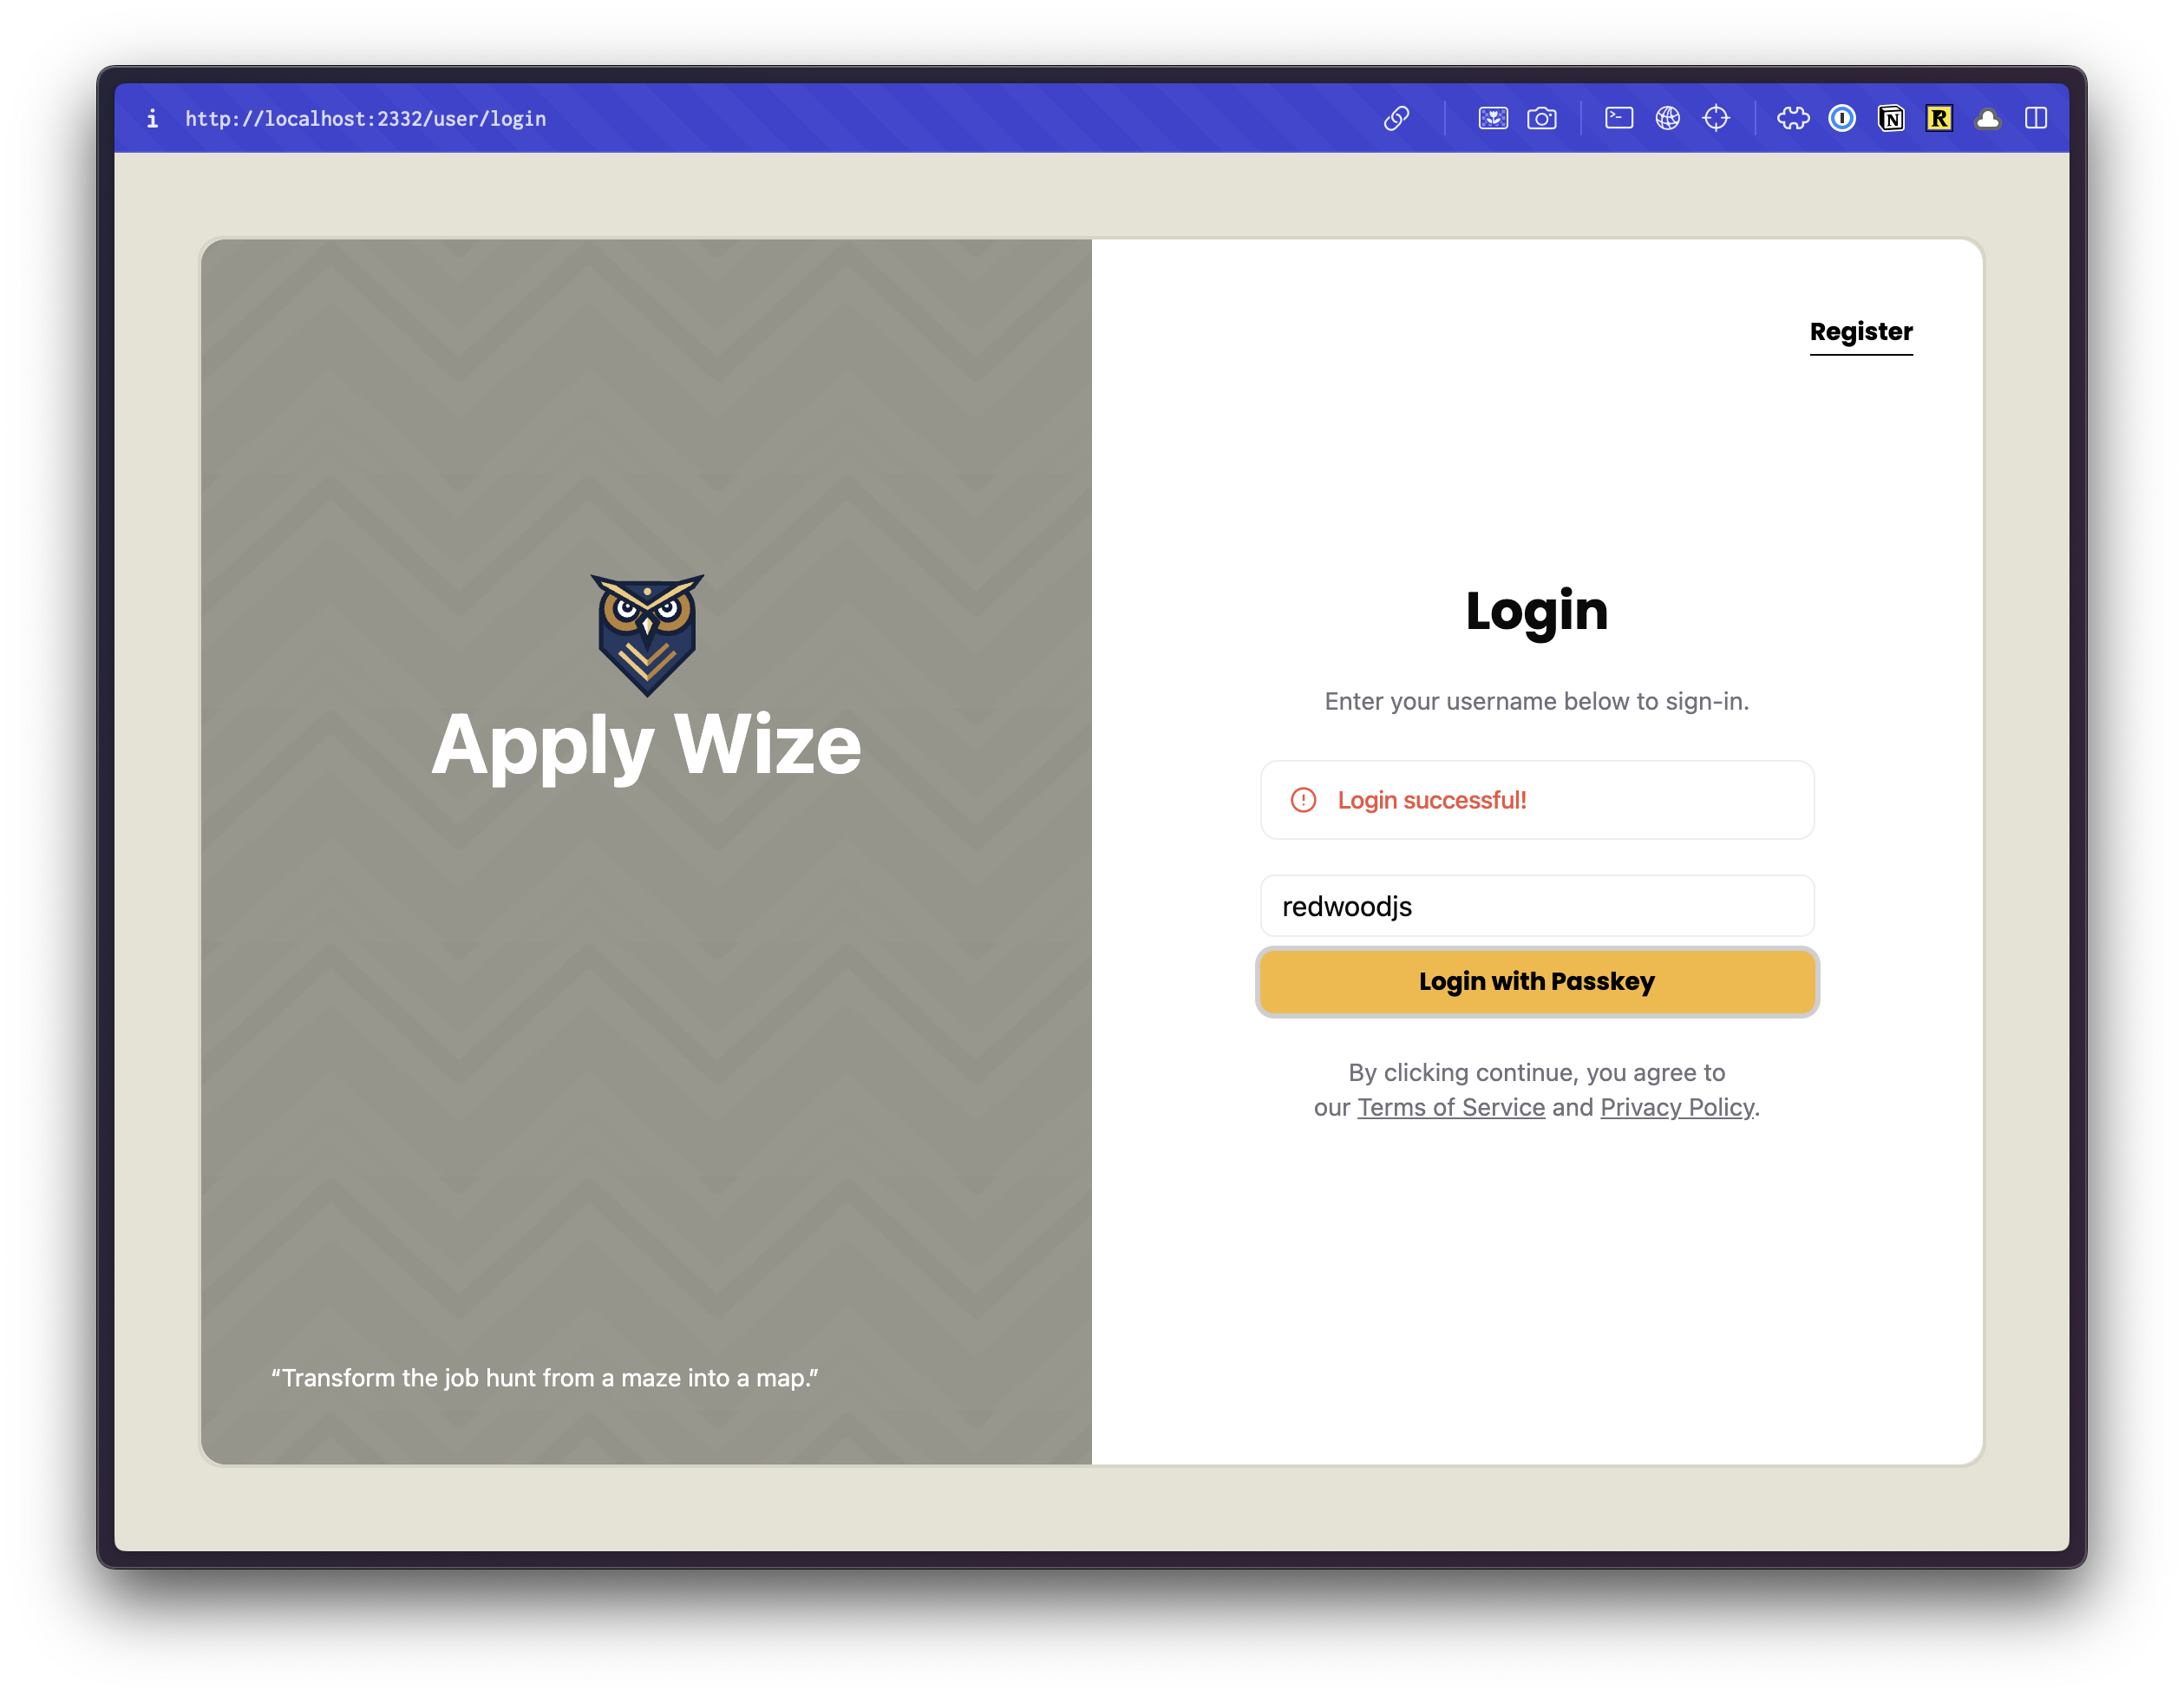 http://localhost:2332/user/login
Register
Apply Wize
“Transform the job hunt from a maze into a map.”
Login
Enter your username below to sign-in.
Login successful!
redwoodjs
Login with Passkey
By clicking continue, you agree to
our Terms of Service and Privacy Policy.